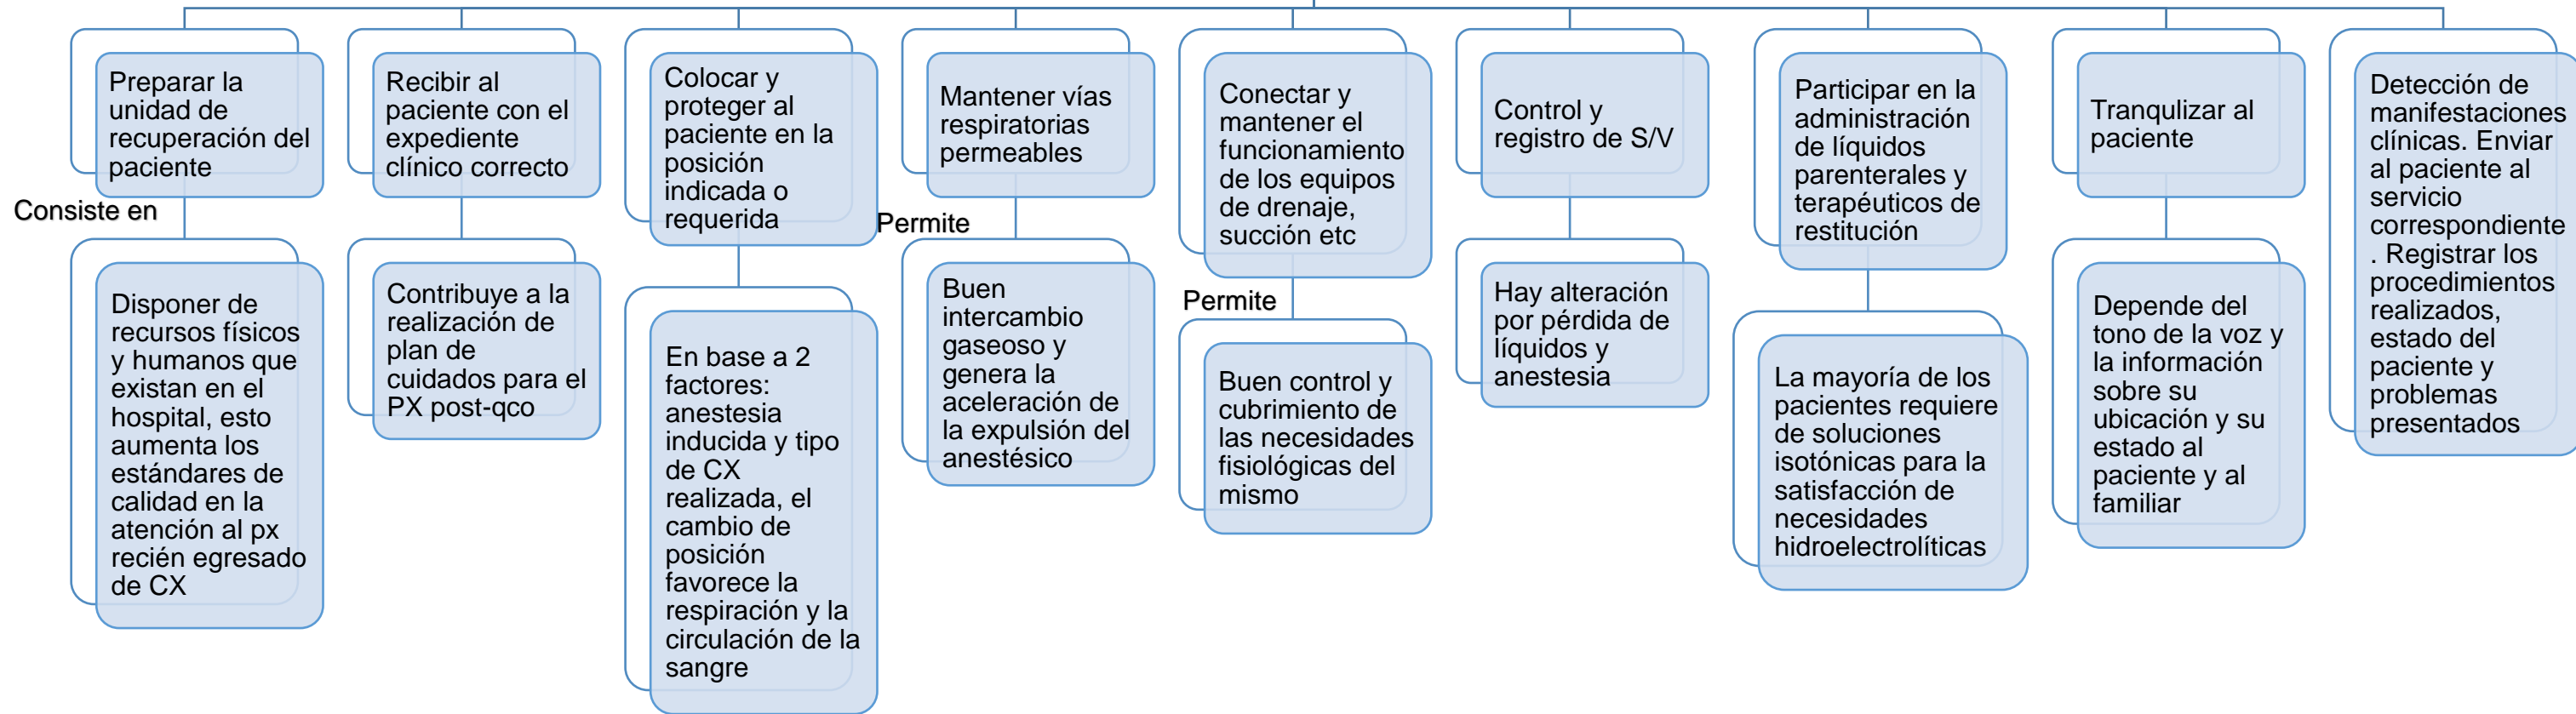 Preparar la
unidad de
recuperación del
paciente
Consiste en
Disponer de
recursos físicos
y humanos que
existan en el
hospital, esto
aumenta los
estándares de
calidad en la
atención al px
recién egresado
de CX
Recibir al
paciente con el
expediente
clínico correcto
Contribuye a la
realización de
plan de
cuidados para el
PX post-qco
Colocar y
proteger al
paciente en la
posición
indicada o
requerida
En base a 2
factores:
anestesia
inducida y tipo
de CX
realizada, el
cambio de
posición
favorece la
respiración y la
circulación de la
sangre
Mantener vías
respiratorias
permeables
Permite
Buen
intercambio
gaseoso y
genera la
aceleración de
la expulsión del
anestésico
Conectar y
mantener el
funcionamiento
de los equipos
de drenaje,
succión etc
Permite
Buen control y
cubrimiento de
las necesidades
fisiológicas del
mismo
Control y
registro de S/V
Hay alteración
por pérdida de
líquidos y
anestesia
Participar en la
administración
de líquidos
parenterales y
terapéuticos de
restitución
La mayoría de los
pacientes requiere
de soluciones
isotónicas para la
satisfacción de
necesidades
hidroelectrolíticas
Tranqulizar al
paciente
Depende del
tono de la voz y
la información
sobre su
ubicación y su
estado al
paciente y al
familiar
Detección de
manifestaciones
clínicas. Enviar
al paciente al
servicio
correspondiente
. Registrar los
procedimientos
realizados,
estado del
paciente y
problemas
presentados